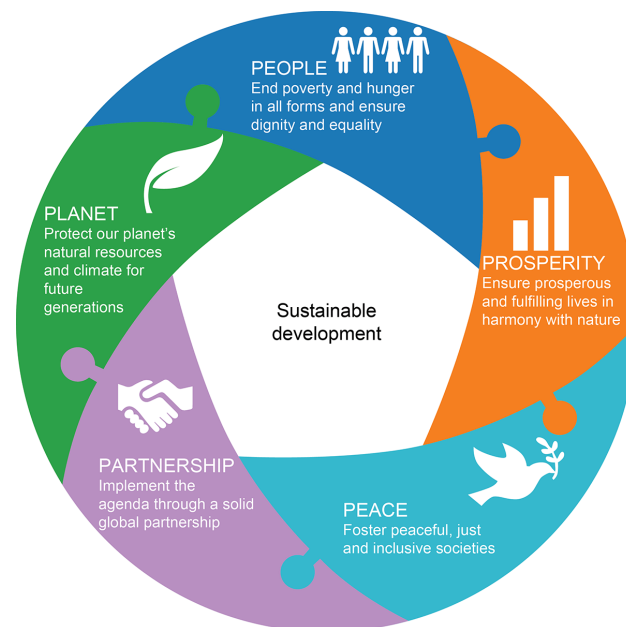 PEOPLE
End poverty and hunger
in all forms and ensure
dignity and equality
PROSPERITY
Ensure prosperous
and fulfilling lives in
harmony with nature
PEACE
Foster peaceful, just
and inclusive societies
PARTNERSHIP
Implement the
agenda through a solid
global partnership
PLANET
Protect our planet’s
natural resources
and climate for
future
generations
Sustainable
development